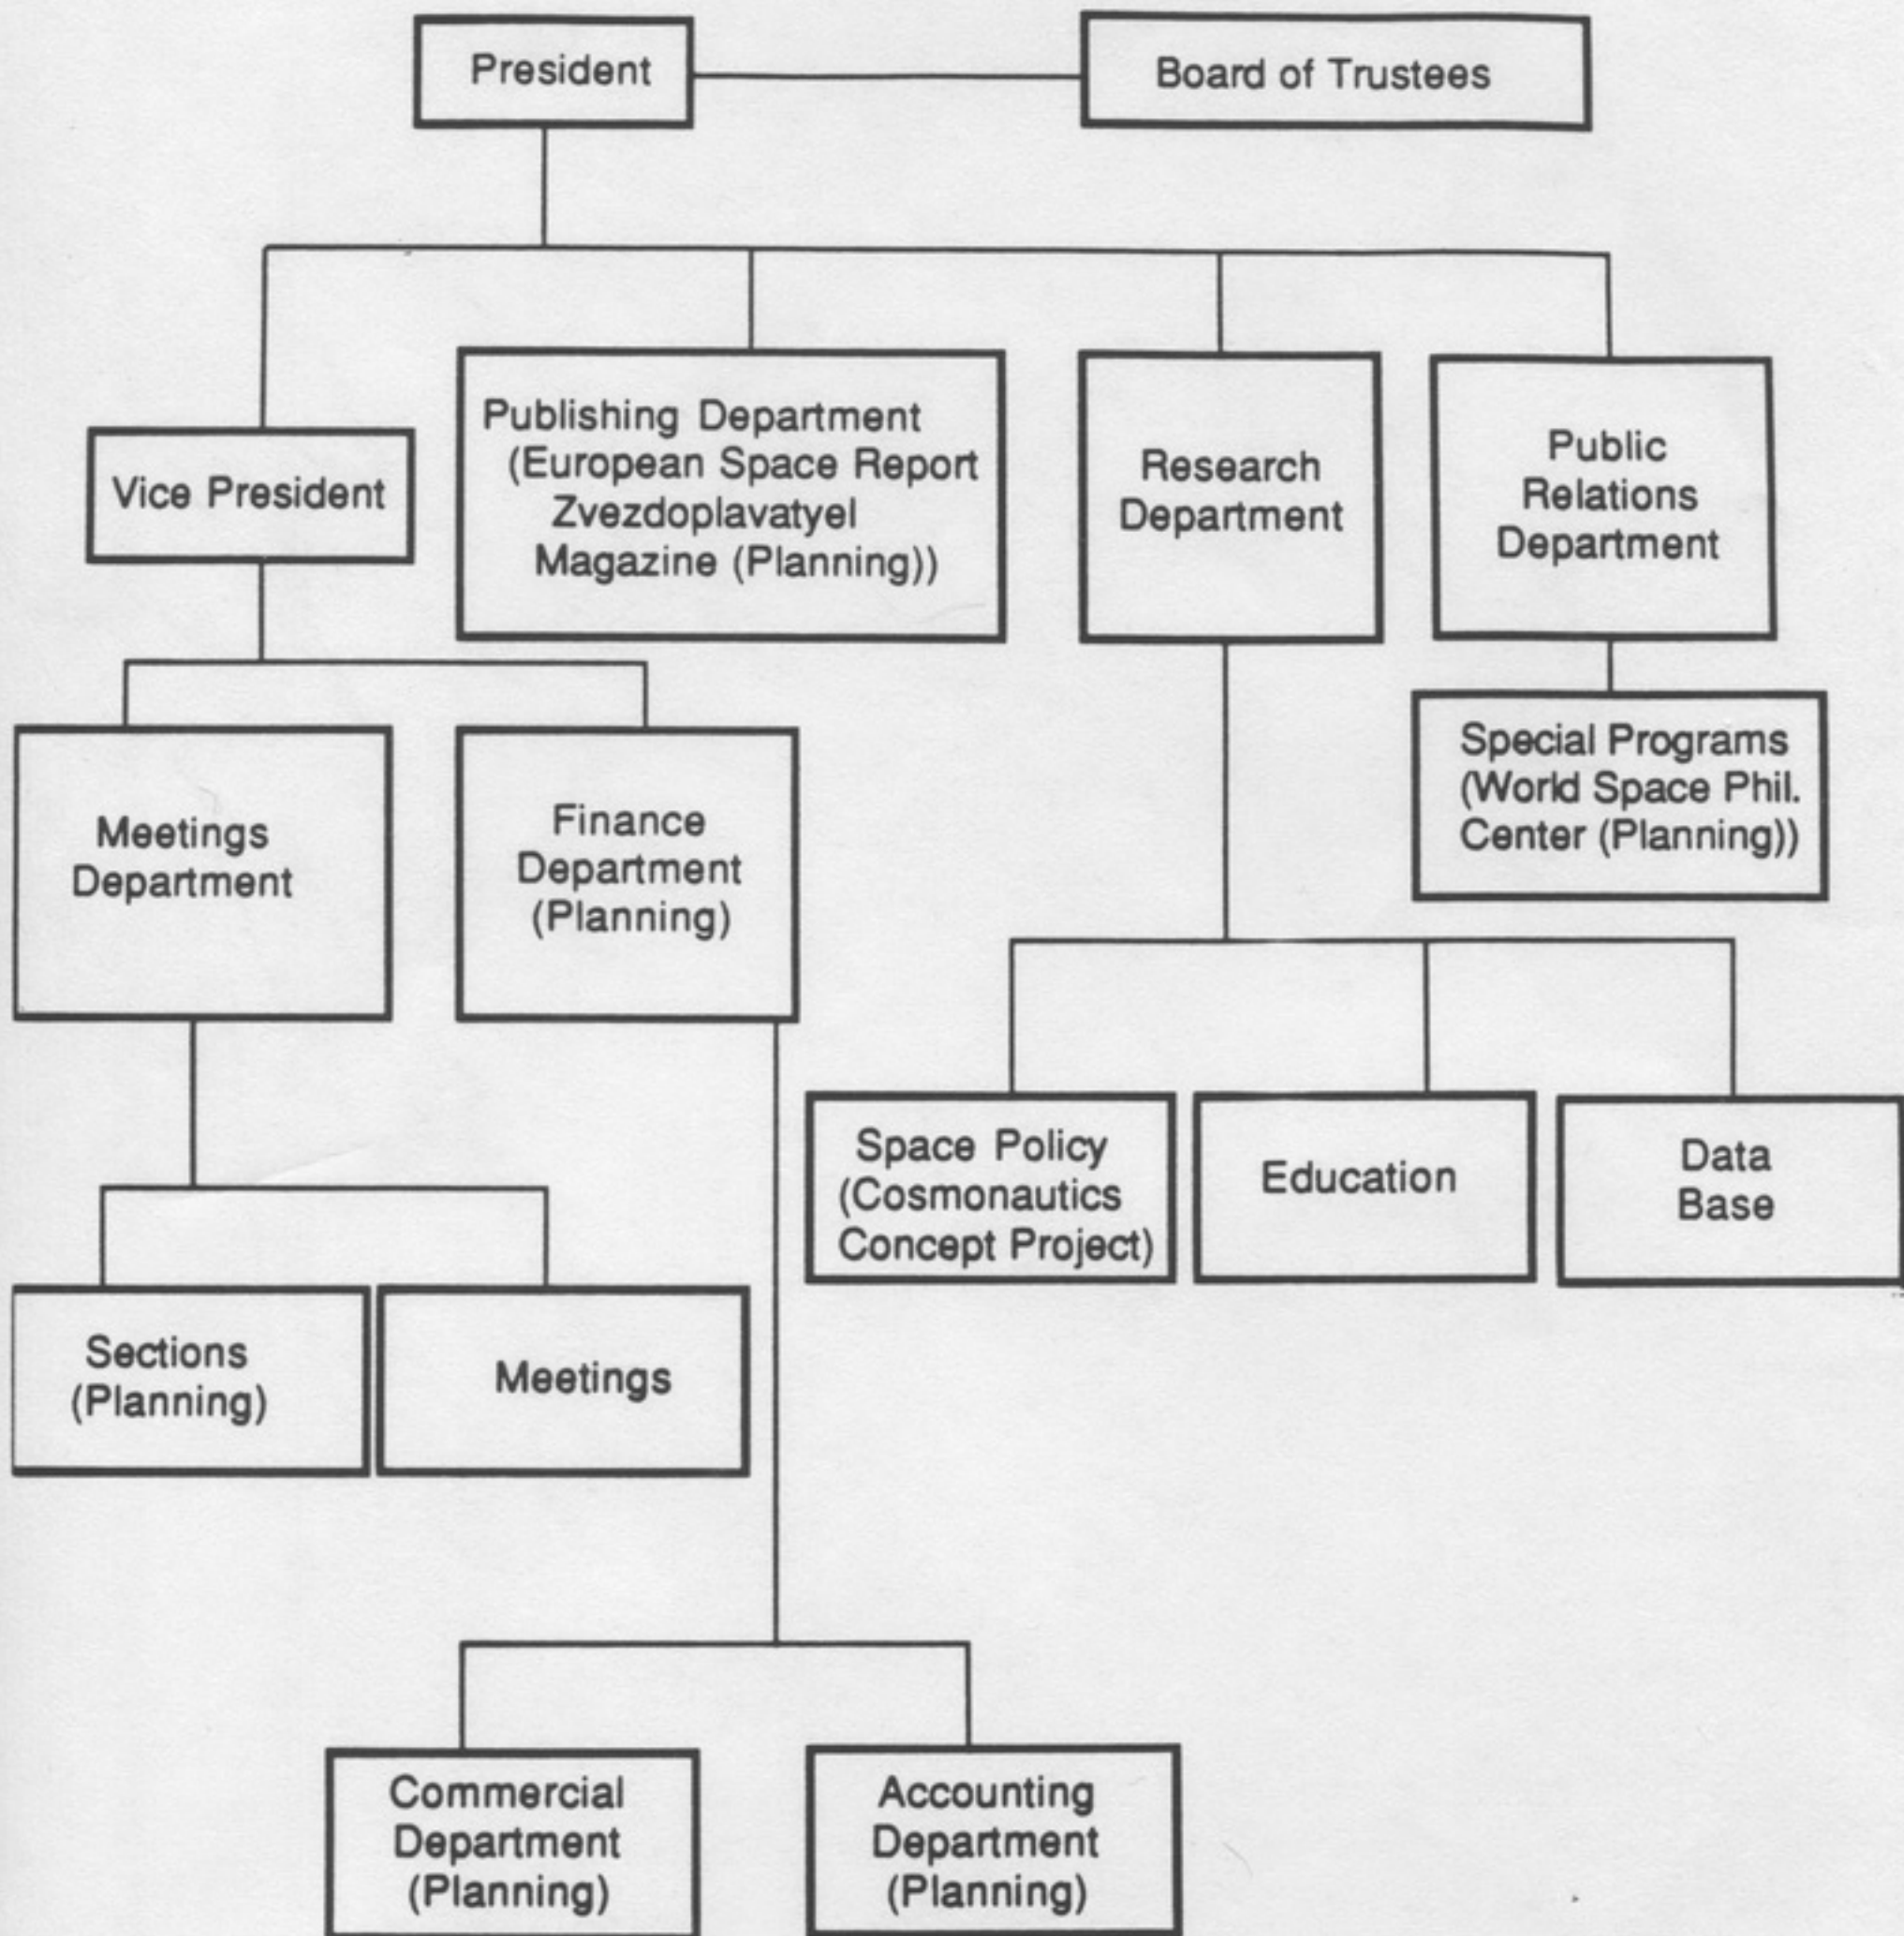 President
Board of Trustees
Vice President
Publishing Department
(European Space Report
Zvezdoplavatyel
Magazine (Planning))
Research
Department
Public
Relations
Department
Meetings
Department
Finance
Department
(Planning)
Special Programs
(World Space Phil.
Center (Planning))
Space Policy
(Cosmonautics
Concept Project)
Education
Data
Base
Sections
(Planning)
Meetings
Commercial
Department
(Planning)
Accounting
Department
(Planning)